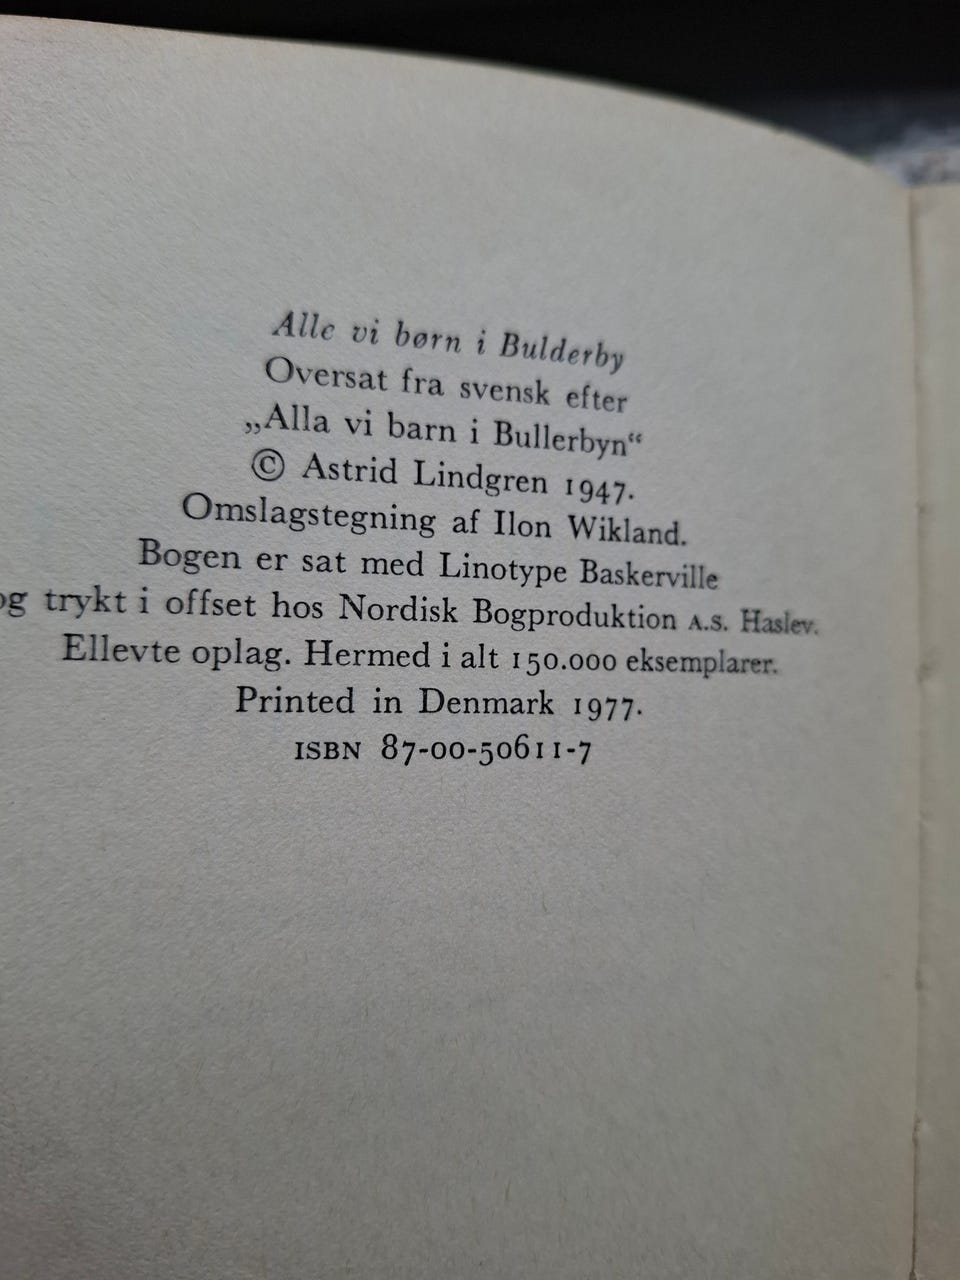 Alle vi børn i Bulderby
Oversat fra svensk efter
„Alla vi barn i Bullerbyn“
© Astrid Lindgren 1947.
Omslagstegning af Ilon Wikland.
Bogen er sat med Linotype Baskerville
og trykt i offset hos Nordisk Bogproduktion A.S. Haslev.
Ellevte oplag. Hermed i alt 150.000 eksemplarer.
Printed in Denmark 1977.
ISBN 87-00-50611-7